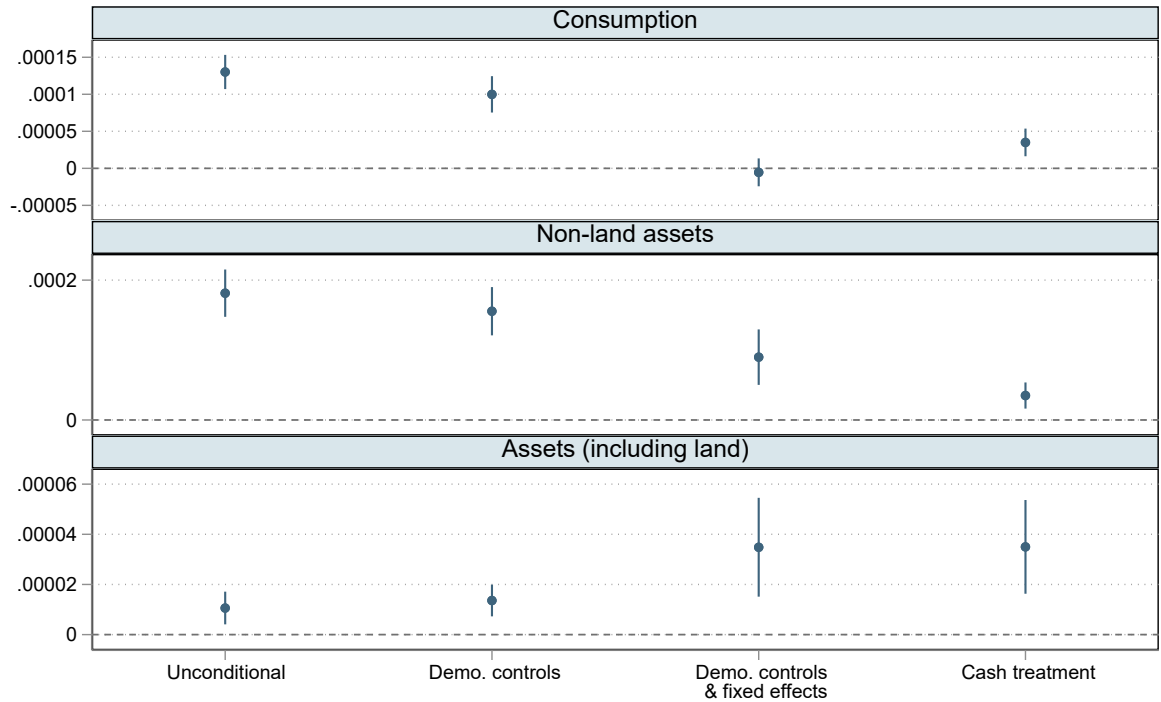 Consumption
.00015
.0001
.00005
0
-.00005
Non-land assets
.0002
0
Assets (including land)
.00006
.00004
.00002
0
Unconditional
Demo. controls
Demo. controls
& fixed effects
Cash treatment